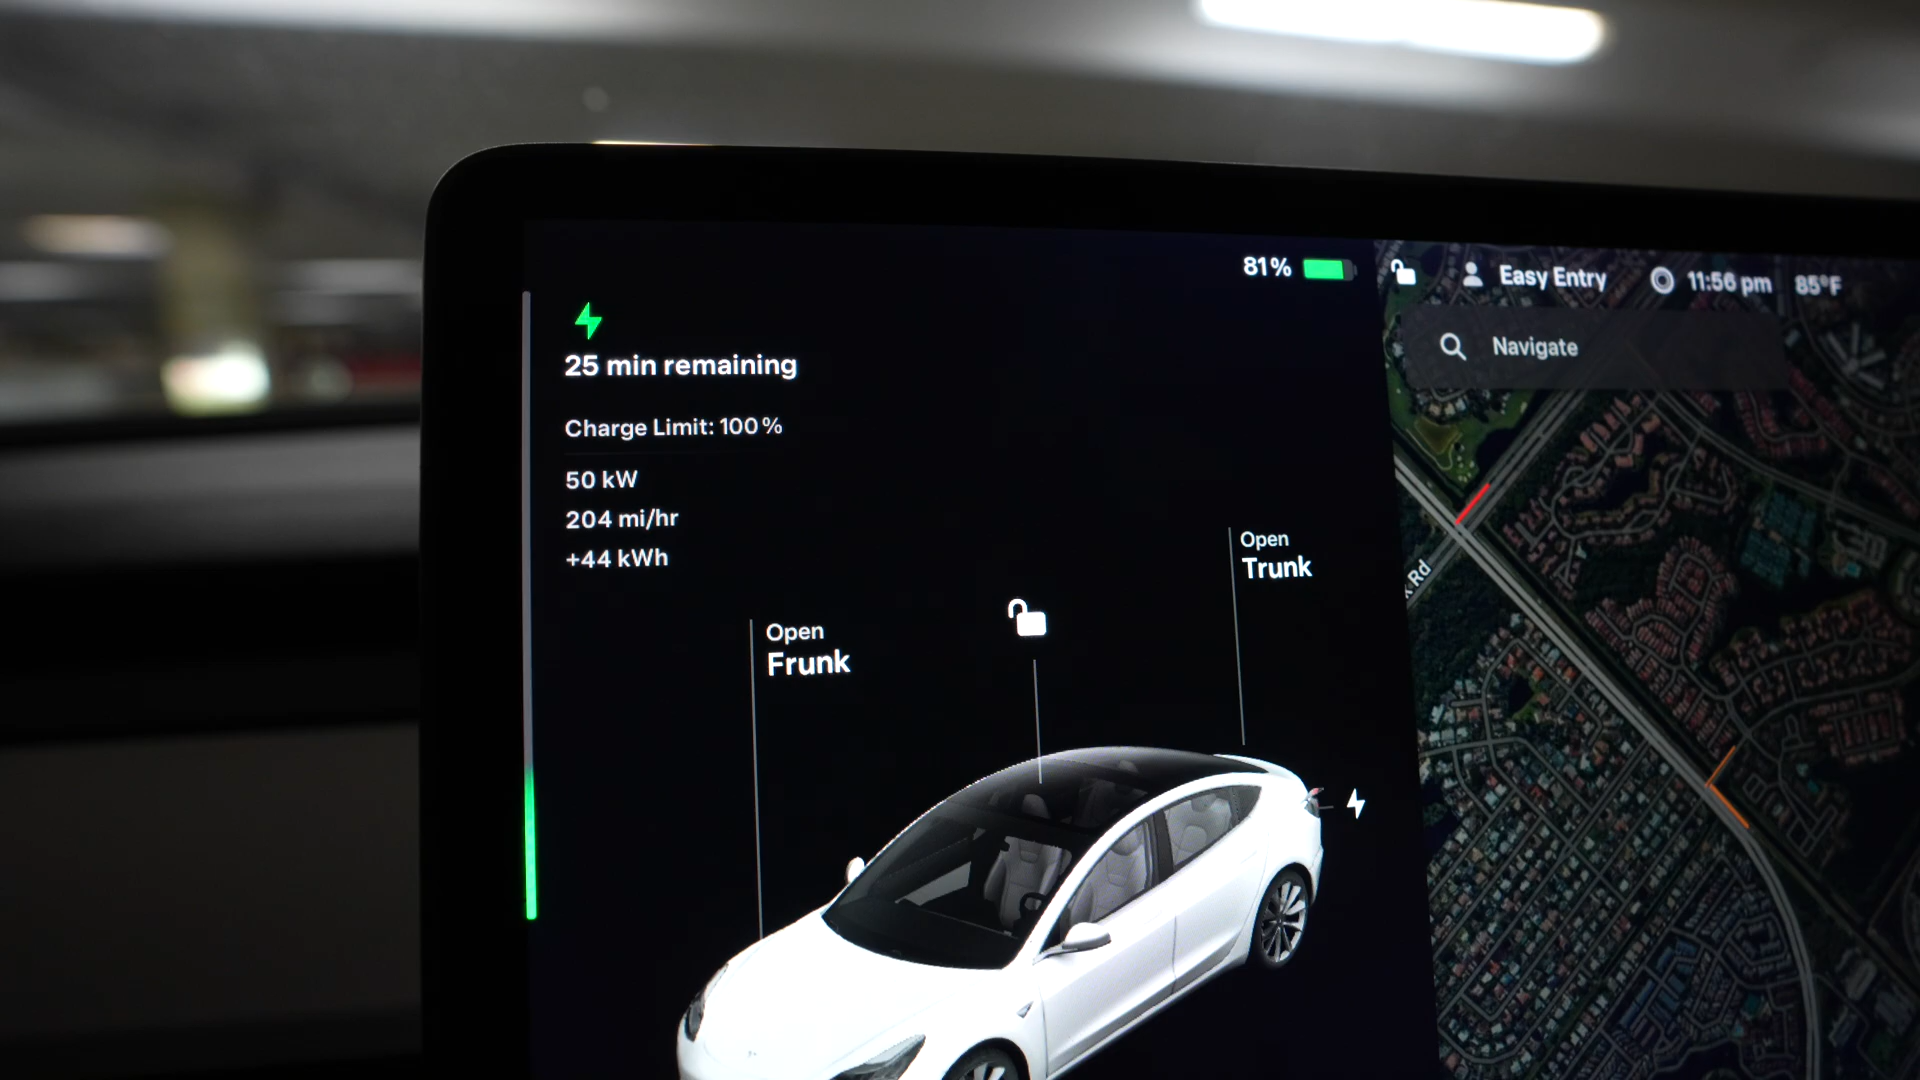 81%
Easy Entry
11:56 pm
85°F
25 min remaining
Navigate
Charge Limit: 100%
50 kW
204 mi/hr
+44 kWh
Open
Trunk
Rd
Open
Frunk